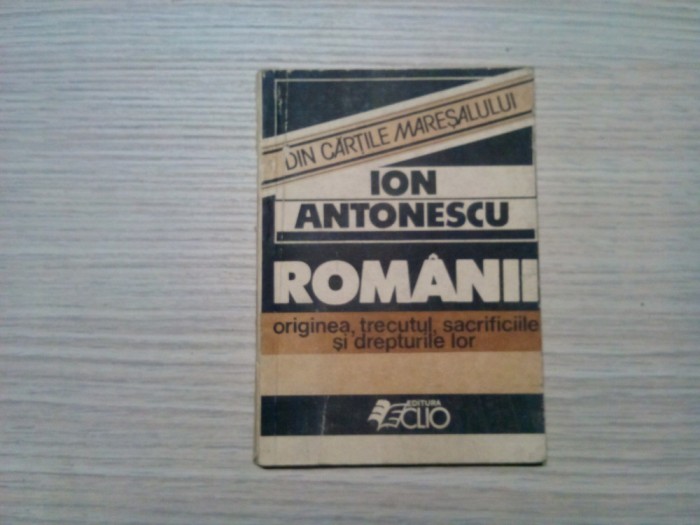 DIN CĂRȚILE MAREȘALULUI
ION
ANTONESCU
ROMÂNII
originea, trecutul, sacrificiile
și drepturile lor
EDITURA
CLIO